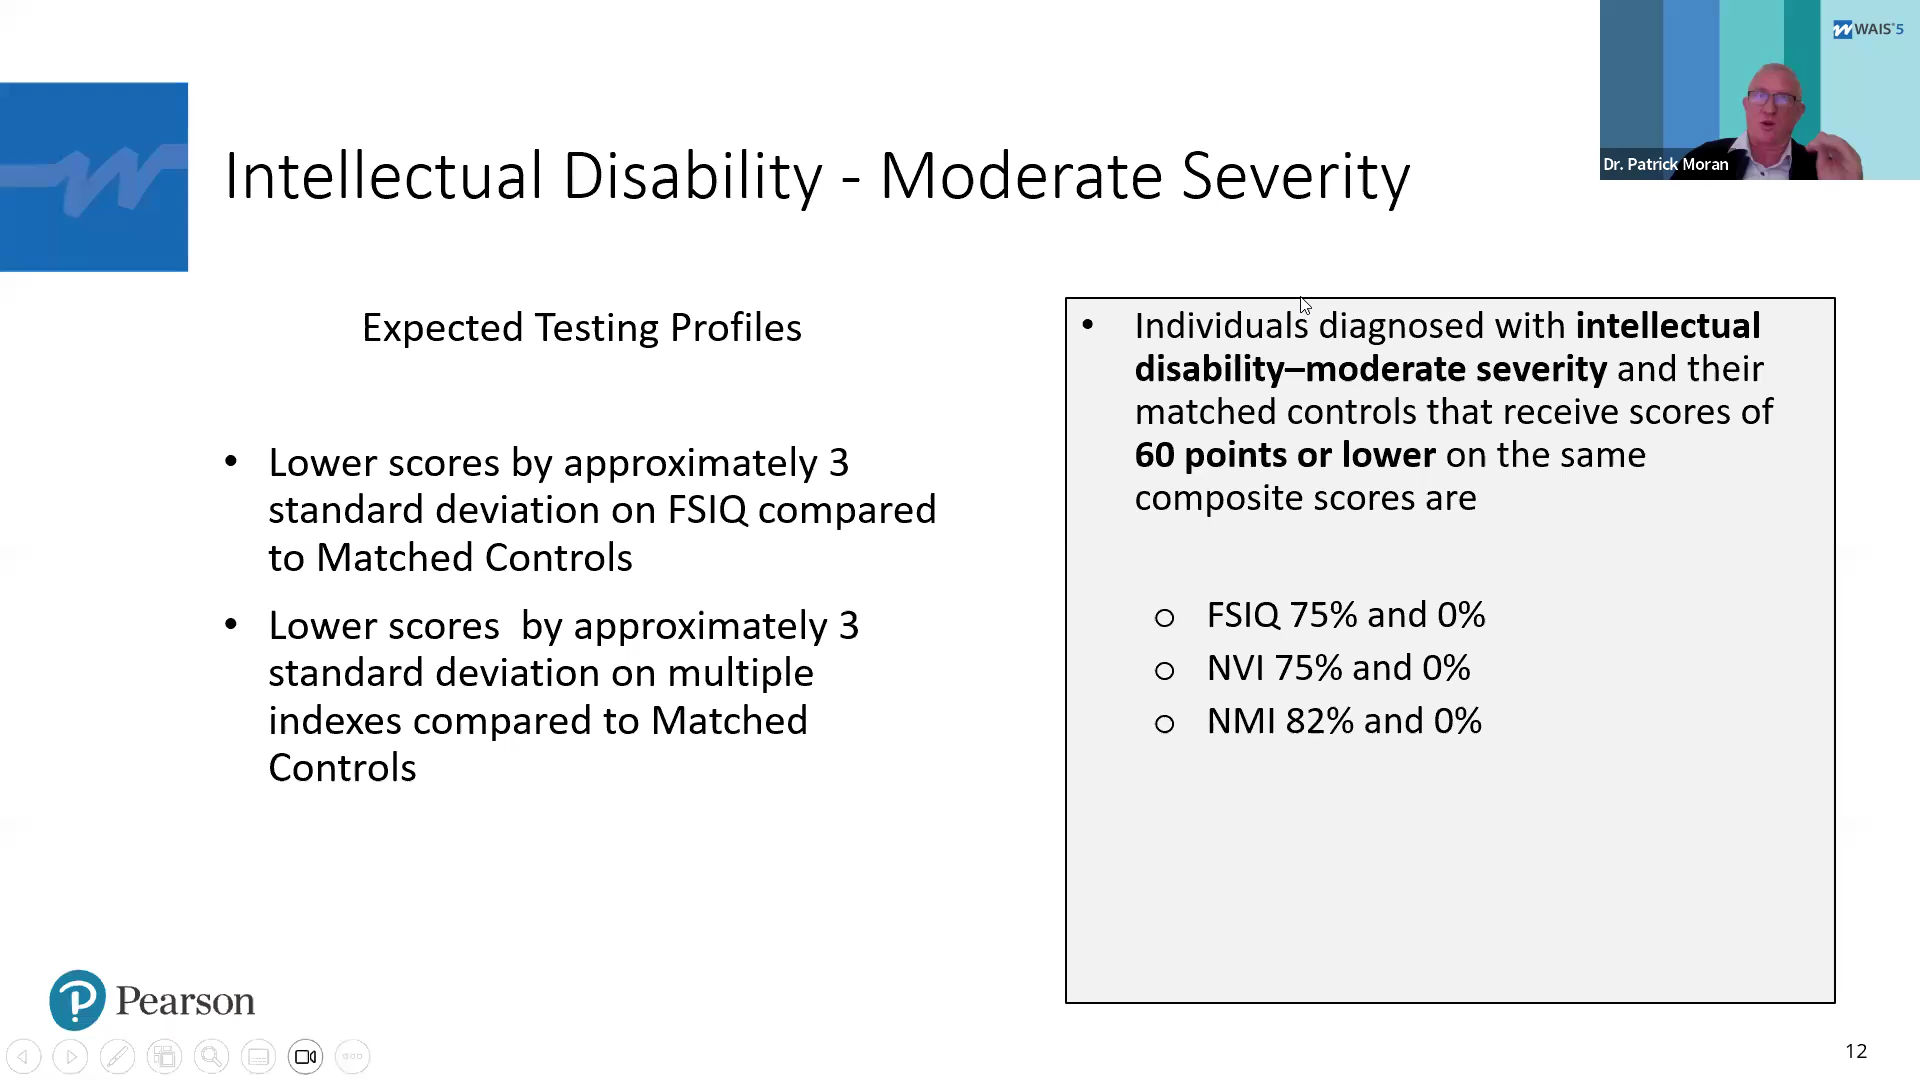 WAIS®5
Dr. Patrick Moran
Intellectual Disability - Moderate Severity
Expected Testing Profiles
• Lower scores by approximately 3
standard deviation on FSIQ compared
to Matched Controls
• Lower scores  by approximately 3
standard deviation on multiple
indexes compared to Matched
Controls
• Individuals diagnosed with intellectual
disability–moderate severity and their
matched controls that receive scores of
60 points or lower on the same
composite scores are
o FSIQ 75% and 0%
o NVI 75% and 0%
o NMI 82% and 0%
Pearson
12